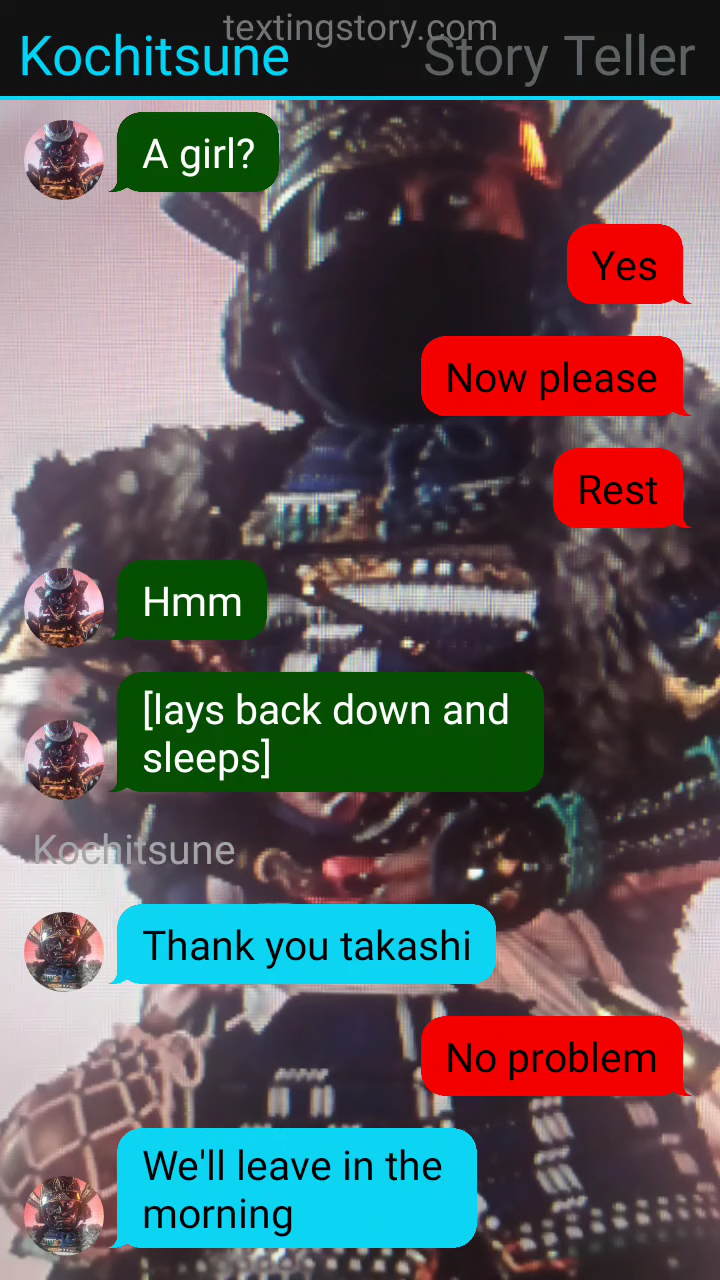 textingstory.com
Kochitsune
Story Teller
A girl?
Yes
Now please
Rest
Hmm
[lays back down and
sleeps]
Kochitsune
Thank you takashi
No problem
We'll leave in the
morning